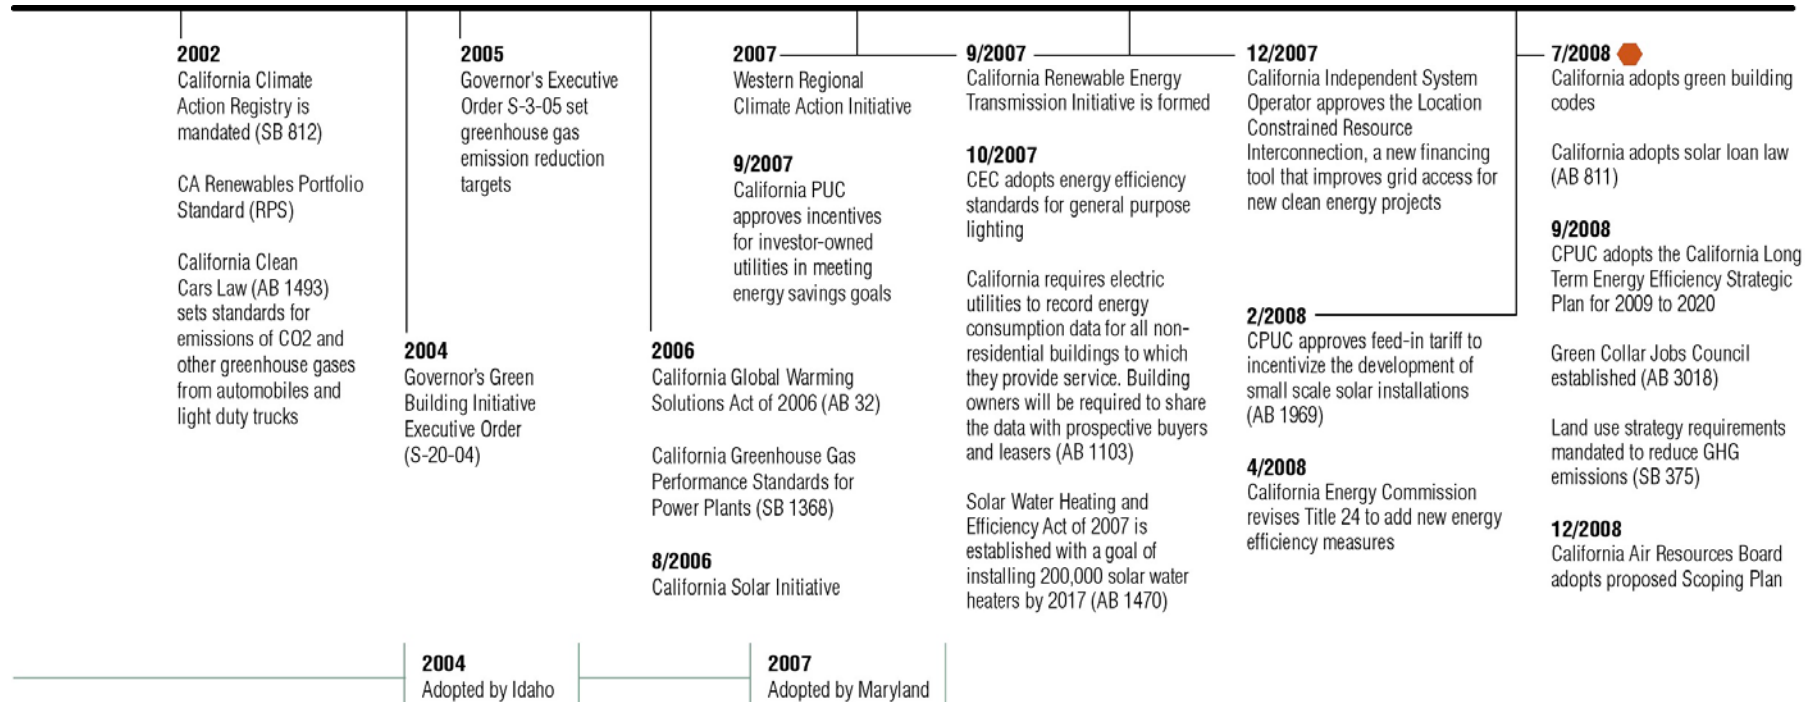 2002
California Climate
Action Registry is
mandated (SB 812)
CA Renewables Portfolio
Standard (RPS)
California Clean
Cars Law (AB 1493)
sets standards for
emissions of CO2 and
other greenhouse gases
from automobiles and
light duty trucks
2004
Governor's Green
Building Initiative
Executive Order
(S-20-04)
2005
Governor's Executive
Order S-3-05 set
greenhouse gas
emission reduction
targets
2006
California Global Warming
Solutions Act of 2006 (AB 32)
California Greenhouse Gas
Performance Standards for
Power Plants (SB 1368)
8/2006
California Solar Initiative
2007
Western Regional
Climate Action Initiative
9/2007
California PUC
approves incentives
for investor-owned
utilities in meeting
energy savings goals
9/2007
California Renewable Energy
Transmission Initiative is formed
10/2007
CEC adopts energy efficiency
standards for general purpose
lighting
California requires electric
utilities to record energy
consumption data for all non-
residential buildings to which
they provide service. Building
owners will be required to share
the data with prospective buyers
and leasers (AB 1103)
Solar Water Heating and
Efficiency Act of 2007 is
established with a goal of
installing 200,000 solar water
heaters by 2017 (AB 1470)
12/2007
California Independent System
Operator approves the Location
Constrained Resource
Interconnection, a new financing
tool that improves grid access for
new clean energy projects
2/2008
CPUC approves feed-in tariff to
incentivize the development of
small scale solar installations
(AB 1969)
4/2008
California Energy Commission
revises Title 24 to add new energy
efficiency measures
7/2008
California adopts green building
codes
California adopts solar loan law
(AB 811)
9/2008
CPUC adopts the California Long
Term Energy Efficiency Strategic
Plan for 2009 to 2020
Green Collar Jobs Council
established (AB 3018)
Land use strategy requirements
mandated to reduce GHG
emissions (SB 375)
12/2008
California Air Resources Board
adopts proposed Scoping Plan
2004
Adopted by Idaho
2007
Adopted by Maryland